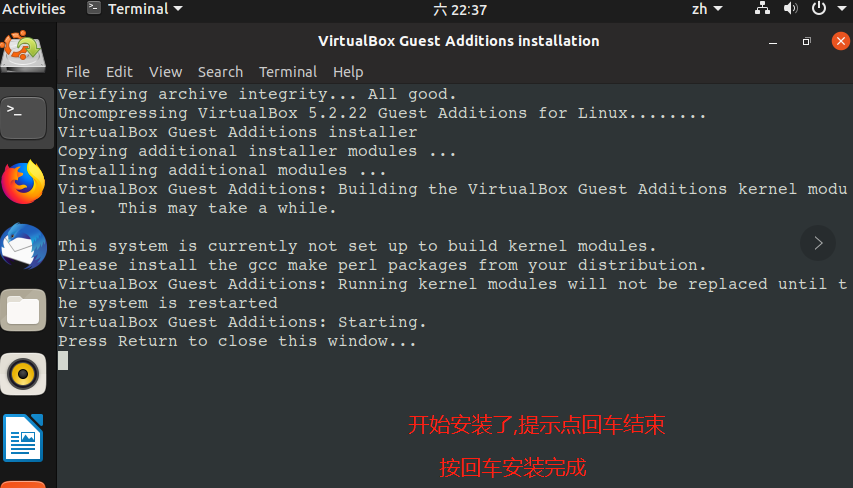 Activities Terminal 六 22:37 zh
VirtualBox Guest Additions installation
File Edit View Search Terminal Help
Verifying archive integrity... All good.
Uncompressing VirtualBox 5.2.22 Guest Additions for Linux........
VirtualBox Guest Additions installer
Copying additional installer modules ...
Installing additional modules ...
VirtualBox Guest Additions: Building the VirtualBox Guest Additions kernel modu
les.  This may take a while.
This system is currently not set up to build kernel modules.
Please install the gcc make perl packages from your distribution.
VirtualBox Guest Additions: Running kernel modules will not be replaced until t
he system is restarted
VirtualBox Guest Additions: Starting.
Press Return to close this window...
开始安装了,提示点回车结束
按回车安装完成